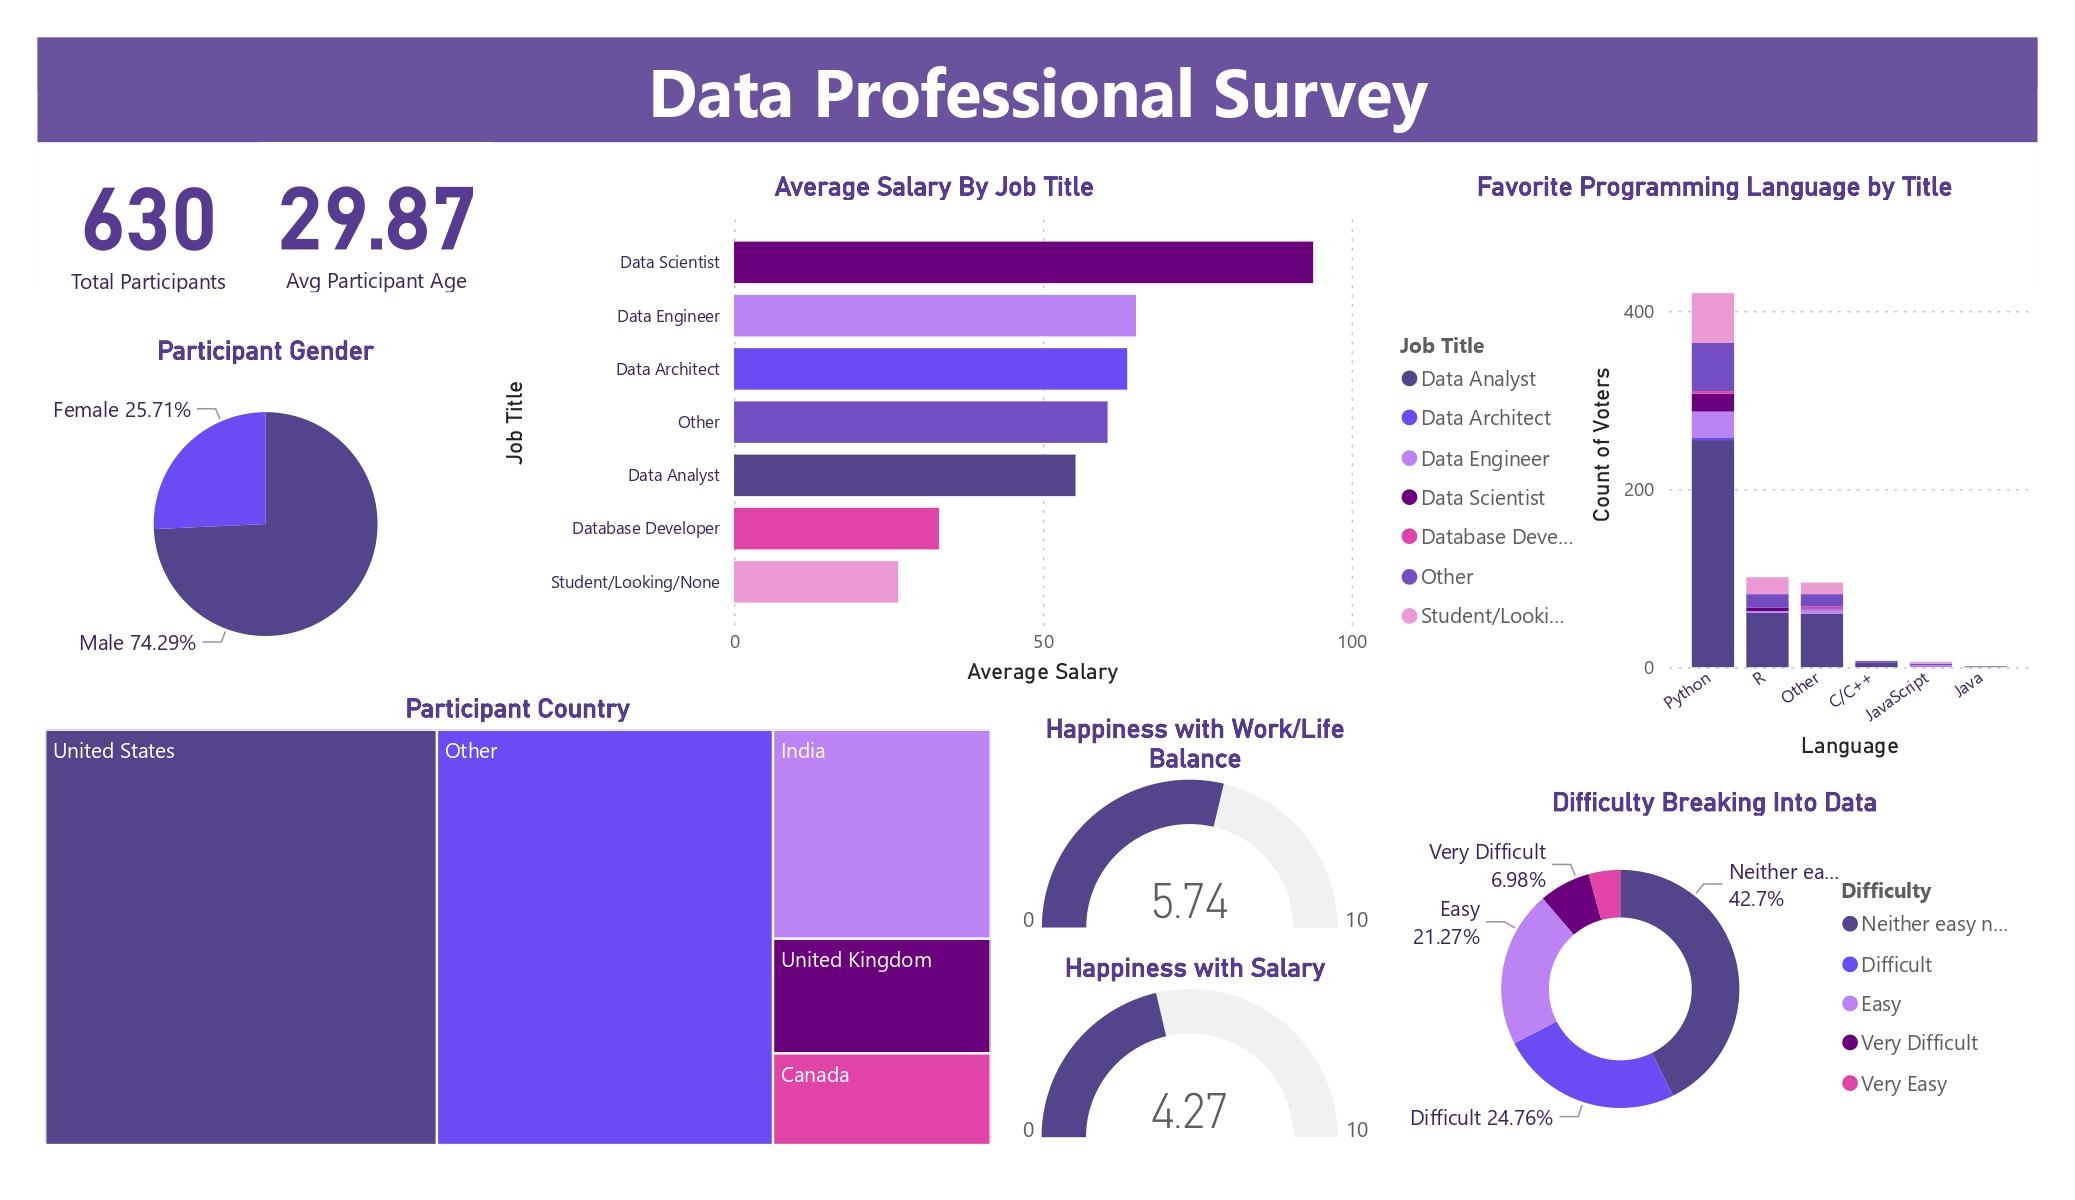 Data Professional Survey
630
Total Participants
29.87
Avg Participant Age
Participant Gender
Female 25.71%
Male 74.29%
Average Salary By Job Title
Job Title
Data Scientist
Data Engineer
Data Architect
Other
Data Analyst
Database Developer
Student/Looking/None
0
50
100
Average Salary
Favorite Programming Language by Title
Job Title
Data Analyst
Data Architect
Data Engineer
Data Scientist
Database Deve...
Other
Student/Looki...
Count of Voters
400
200
0
Python
R
Other
C/C++
JavaScript
Java
Language
Participant Country
United States
Other
India
United Kingdom
Canada
Happiness with Work/Life
Balance
5.74
0
10
Happiness with Salary
4.27
0
10
Difficulty Breaking Into Data
Very Difficult
6.98%
Neither ea...
42.7%
Easy
21.27%
Difficult 24.76%
Difficulty
Neither easy n...
Difficult
Easy
Very Difficult
Very Easy